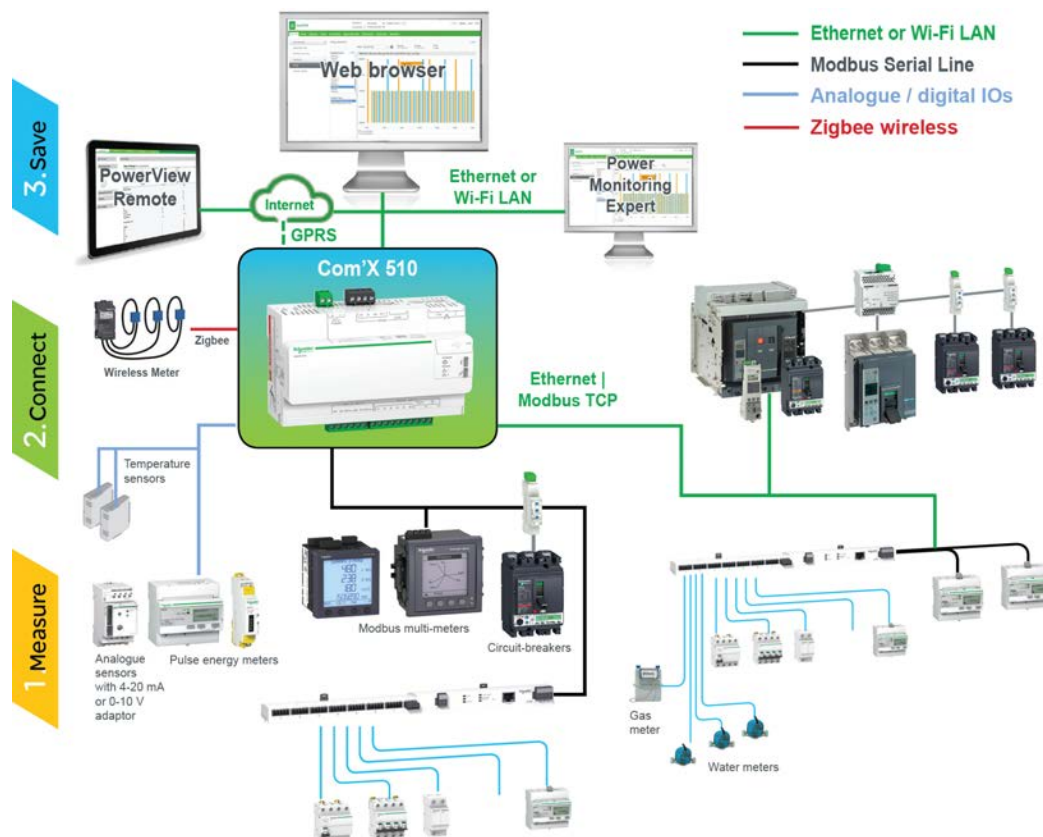 Ethernet or Wi-Fi LAN
Modbus Serial Line
Analogue / digital IOs
Zigbee wireless
3. Save
Web browser
PowerView
Remote
Internet
GPRS
Ethernet or
Wi-Fi LAN
Power
Monitoring
Expert
2. Connect
Com'X 510
Schneider
Zigbee
Wireless Meter
Ethernet |
Modbus TCP
Temperature
sensors
1 Measure
Analogue
sensors
with 4-20 mA
or 0-10 V
adaptor
Pulse energy meters
Modbus multi-meters
Circuit-breakers
Gas
meter
Water meters